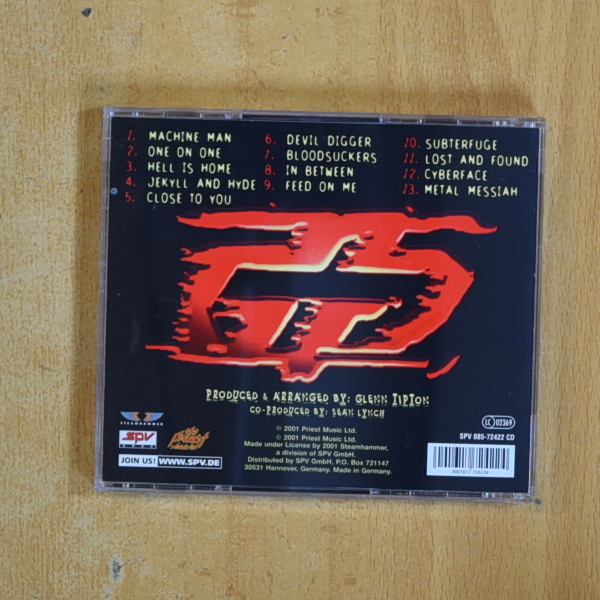 1. MACHINE MAN
2. ONE ON ONE
3. HELL IS HOME
4. JEKYLL AND HYDE
5. CLOSE TO YOU
6. DEVIL DIGGER
7. BLOODSUCKERS
8. IN BETWEEN
9. FEED ON ME
10. SUBTERFUGE
11. LOST AND FOUND
12. CYBERFACE
13. METAL MESSIAH
PRODUCED & ARRANGED BY: GLENN TIPTON
CO-PRODUCED BY: SEAN LYNCH
℗ 2001 Priest Music Ltd.
© 2001 Priest Music Ltd.
Made under License by 2001 Steamhammer,
a division of SPV GmbH.
Distributed by SPV GmbH, P.O. Box 721147
30531 Hannover, Germany. Made in Germany.
STEAMHAMMER
SPV
the priest
JOIN US! WWW.SPV.DE
LC 02369
SPV 085-72422 CD